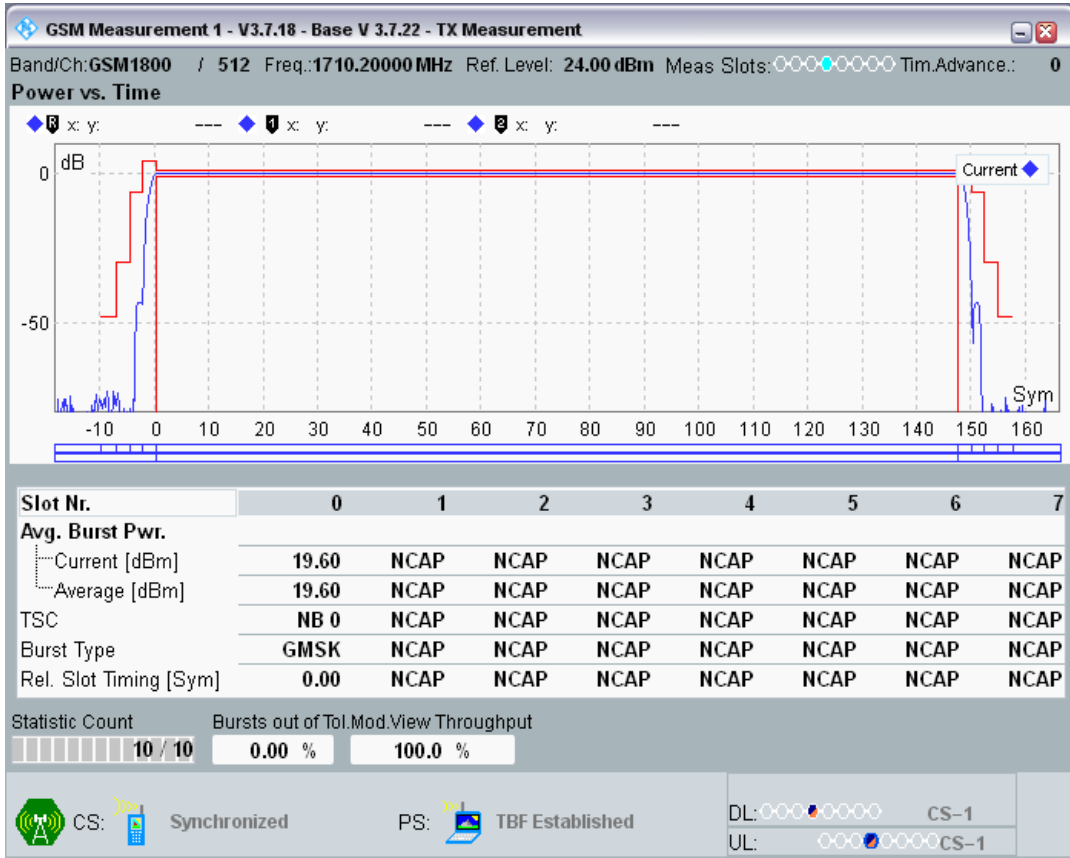 GSM Measurement 1 - V3.7.18 - Base V 3.7.22 - TX Measurement
Band/Ch:GSM1800 / 512 Freq.:1710.20000 MHz Ref. Level: 24.00 dBm Meas Slots: Tim.Advance.: 0
Power vs. Time
R x: y: --- 1 x: y: --- 2 x: y: ---
dB
Current
0
-50
Sym
-10 0 10 20 30 40 50 60 70 80 90 100 110 120 130 140 150 160
Slot Nr. 0 1 2 3 4 5 6 7
Avg. Burst Pwr.
Current [dBm] 19.60 NCAP NCAP NCAP NCAP NCAP NCAP NCAP
Average [dBm] 19.60 NCAP NCAP NCAP NCAP NCAP NCAP NCAP
TSC NB 0 NCAP NCAP NCAP NCAP NCAP NCAP NCAP
Burst Type GMSK NCAP NCAP NCAP NCAP NCAP NCAP NCAP
Rel. Slot Timing [Sym] 0.00 NCAP NCAP NCAP NCAP NCAP NCAP NCAP
Statistic Count Bursts out of Tol.Mod.View Throughput
10 / 10 0.00 % 100.0 %
CS: Synchronized PS: TBF Established DL: CS-1
UL: CS-1